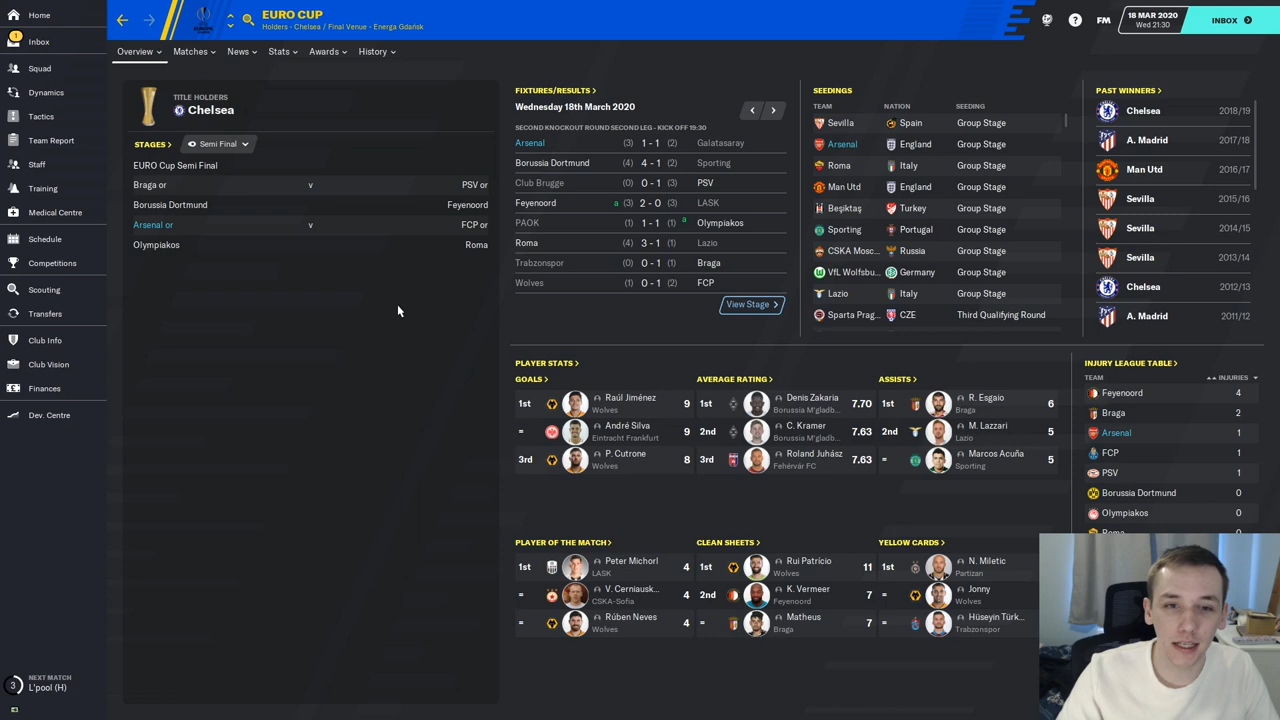 Home
1
Inbox
Squad
Dynamics
Tactics
Team Report
Staff
Training
Medical Centre
Schedule
Competitions
Scouting
Transfers
Club Info
Club Vision
Finances
Dev. Centre
3
NEXT MATCH
L'pool (H)
EURO CUP
Holders - Chelsea / Final Venue - Energa Gdańsk
? FM
18 MAR 2020
Wed 21:30
INBOX
Overview Matches News Stats Awards History
TITLE HOLDERS
Chelsea
STAGES > Semi Final
EURO Cup Semi Final
Braga or v PSV or
Borussia Dortmund Feyenoord
Arsenal or v FCP or
Olympiakos Roma
FIXTURES/RESULTS >
Wednesday 18th March 2020
SECOND KNOCKOUT ROUND SECOND LEG - KICK OFF 19:30
Arsenal (3) 1 - 1 (2) Galatasaray
Borussia Dortmund (4) 4 - 1 (2) Sporting
Club Brugge (0) 0 - 1 (3) PSV
Feyenoord a (3) 2 - 0 (3) LASK
PAOK (1) 1 - 1 (1) a Olympiakos
Roma (4) 3 - 1 (1) Lazio
Trabzonspor (0) 0 - 1 (1) Braga
Wolves (1) 0 - 1 (2) FCP
View Stage >
SEEDINGS
TEAM NATION SEEDING
Sevilla Spain Group Stage
Arsenal England Group Stage
Roma Italy Group Stage
Man Utd England Group Stage
Beşiktaş Turkey Group Stage
Sporting Portugal Group Stage
CSKA Mosc... Russia Group Stage
VfL Wolfsbu... Germany Group Stage
Lazio Italy Group Stage
Sparta Prag... CZE Third Qualifying Round
PAST WINNERS >
Chelsea 2018/19
A. Madrid 2017/18
Man Utd 2016/17
Sevilla 2015/16
Sevilla 2014/15
Sevilla 2013/14
Chelsea 2012/13
A. Madrid 2011/12
PLAYER STATS >
GOALS >
1st Raúl Jiménez 9
Wolves
= André Silva 9
Eintracht Frankfurt
3rd P. Cutrone 8
Wolves
AVERAGE RATING >
1st Denis Zakaria 7.70
Borussia M'gladb...
2nd C. Kramer 7.63
Borussia M'gladb...
3rd Roland Juhász 7.63
Fehérvár FC
ASSISTS >
1st R. Esgaio 6
Braga
2nd M. Lazzari 5
Lazio
= Marcos Acuña 5
Sporting
INJURY LEAGUE TABLE >
TEAM INJURIES
Feyenoord 4
Braga 2
Arsenal 1
FCP 1
PSV 1
Borussia Dortmund 0
Olympiakos 0
Roma 0
PLAYER OF THE MATCH >
1st Peter Michorl 4
LASK
= V. Cerniausk... 4
CSKA-Sofia
= Rúben Neves 4
Wolves
CLEAN SHEETS >
1st Rui Patrício 11
Wolves
2nd K. Vermeer 7
Feyenoord
= Matheus 7
Braga
YELLOW CARDS >
1st N. Miletic
Partizan
= Jonny
Wolves
= Hüseyin Türk...
Trabzonspor